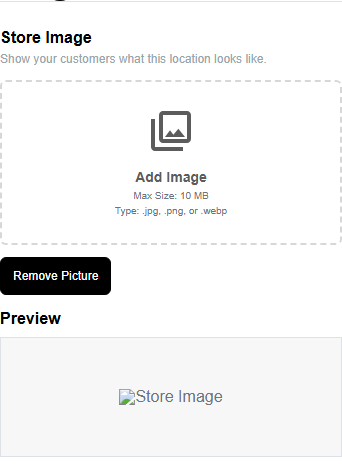 Store Image
Show your customers what this location looks like.
Add Image
Max Size: 10 MB
Type: .jpg, .png, or .webp
Remove Picture
Preview
Store Image